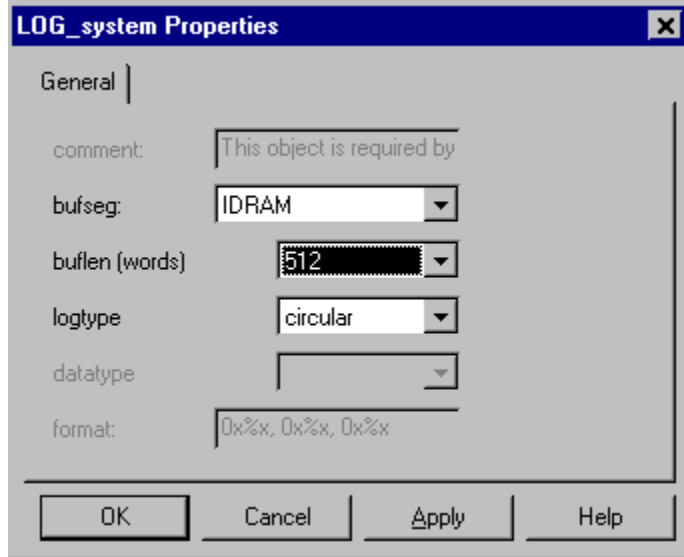 LOG_system Properties
General
comment: This object is required by
bufseg: IDRAM
buflen (words) 512
logtype circular
datatype
format: 0x%x, 0x%x, 0x%x
OK Cancel Apply Help